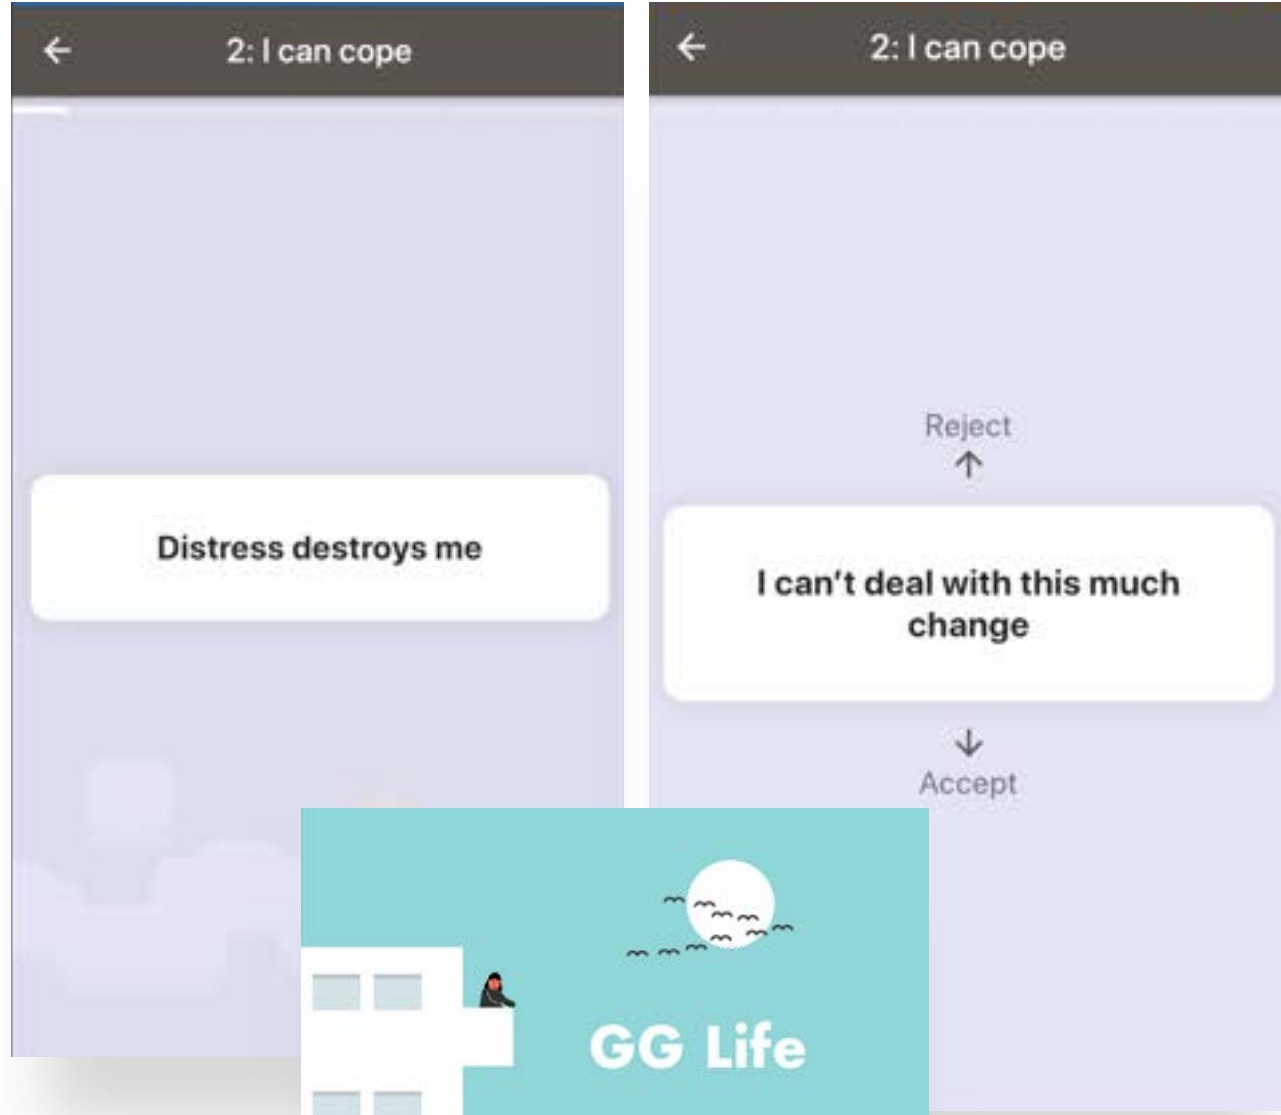 2: I can cope
Distress destroys me
2: I can cope
Reject
I can't deal with this much
change
Accept
GG Life